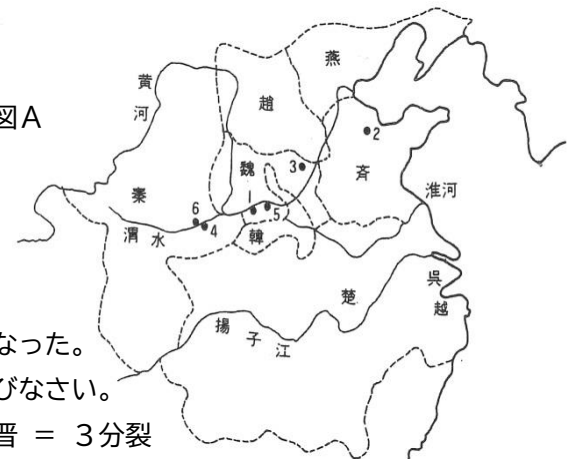 図A
燕
黄河
趙
2
3
魏
斉
秦
1
5
淮河
6
4
渭水
韓
楚
呉
越
揚子江
なった。
びなさい。
晋 = 3分裂